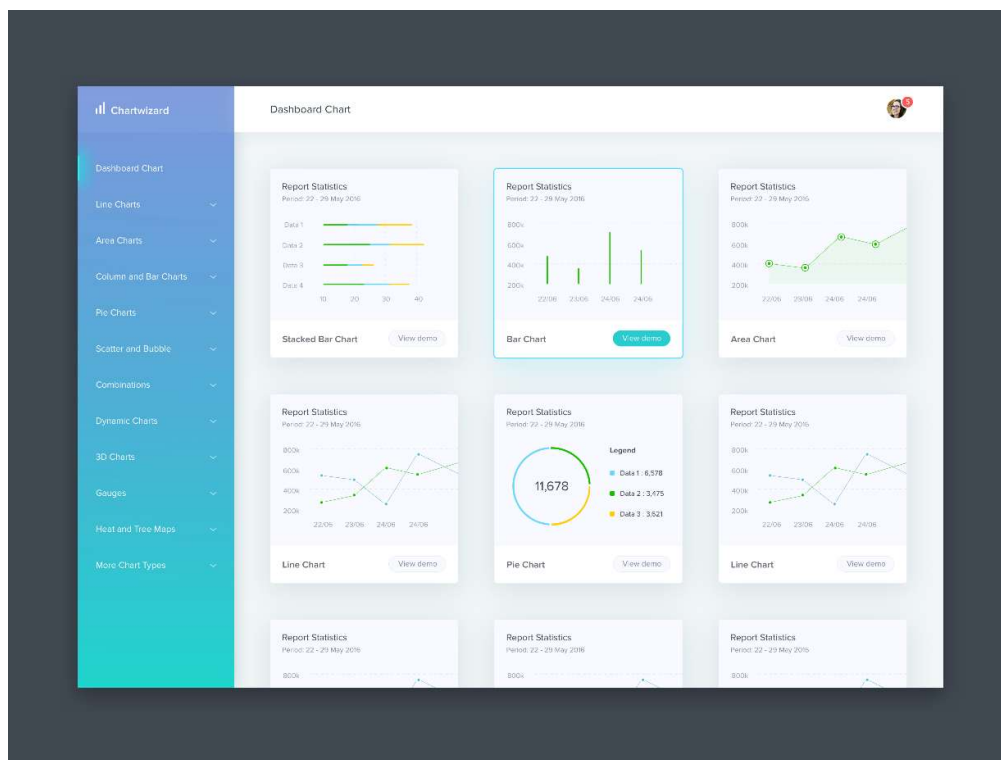 Chartwizard
Dashboard Chart
5
Dashboard Chart
Line Charts
Area Charts
Column and Bar Charts
Pie Charts
Scatter and Bubble
Combinations
Dynamic Charts
3D Charts
Gauges
Heat and Tree Maps
More Chart Types
Report Statistics
Period: 22 - 29 May 2016
Data 1
Data 2
Data 3
Data 4
10 20 30 40
Stacked Bar Chart
View demo
Report Statistics
Period: 22 - 29 May 2016
800k
600k
400k
200k
22/06 23/06 24/06 24/06
Bar Chart
View demo
Report Statistics
Period: 22 - 29 May 2016
800k
600k
400k
200k
22/06 23/06 24/06 24/06
Area Chart
View demo
Report Statistics
Period: 22 - 29 May 2016
800k
600k
400k
200k
22/06 23/06 24/06 24/06
Line Chart
View demo
Report Statistics
Period: 22 - 29 May 2016
11,678
Legend
Data 1 : 6,578
Data 2 : 3,475
Data 3 : 3,621
Pie Chart
View demo
Report Statistics
Period: 22 - 29 May 2016
800k
600k
400k
200k
22/06 23/06 24/06 24/06
Line Chart
View demo
Report Statistics
Period: 22 - 29 May 2016
800k
Report Statistics
Period: 22 - 29 May 2016
800k
Report Statistics
Period: 22 - 29 May 2016
800k